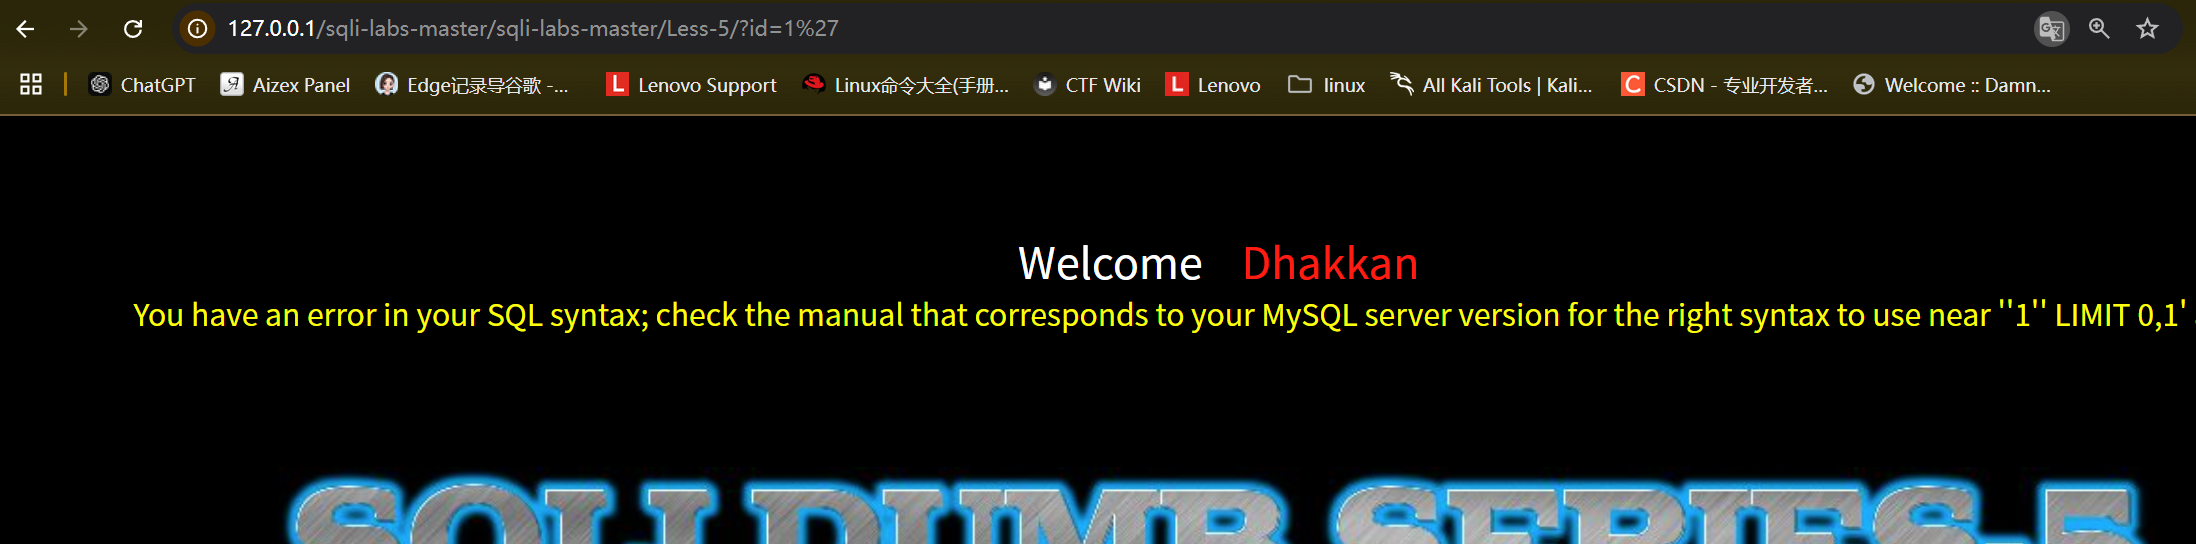 127.0.0.1/sqli-labs-master/sqli-labs-master/Less-5/?id=1%27
ChatGPT Aizex Panel Edge记录导谷歌 -... Lenovo Support Linux命令大全(手册... CTF Wiki Lenovo linux All Kali Tools | Kali... CSDN - 专业开发者... Welcome :: Damn...
Welcome Dhakkan
You have an error in your SQL syntax; check the manual that corresponds to your MySQL server version for the right syntax to use near ''1'' LIMIT 0,1'
SQLI DUMB SERIES-5